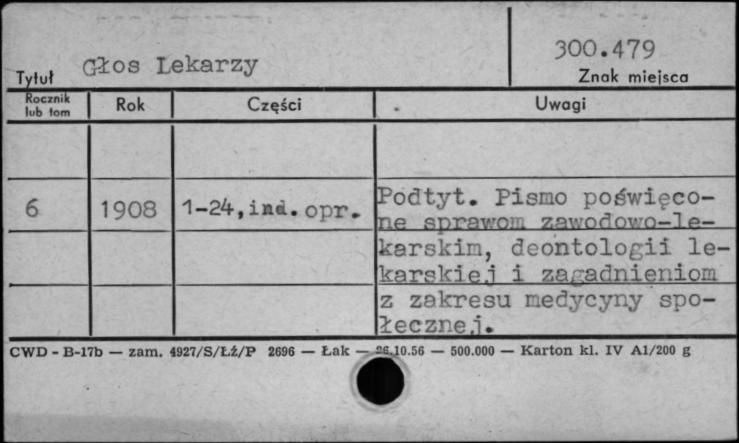 Tytuł Głos Lekarzy
300.479
Znak miejsca
Rocznik lub tom
Rok
Części
Uwagi
6
1908
1-24, ind. opr.
Podtyt. Pismo poświęco-
ne sprawom zawodowo-le-
karskim, deontologii le-
karskiej i zagadnieniom
z zakresu medycyny spo-
łecznej.
CWD - B-17b — zam. 4927/S/Łź/P 2696 — Łak — 26.10.56 — 500.000 — Karton kl. IV A1/200 g